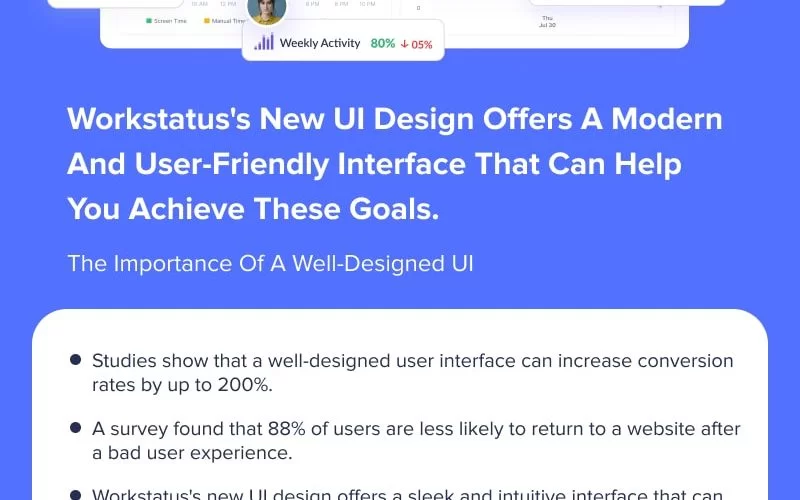 10 AM 12 PM 6 PM 8 PM 10 PM
0
Screen Time Manual Time
Thu
Jul 30
Weekly Activity 80% ↓ 05%
Workstatus's New UI Design Offers A Modern
And User-Friendly Interface That Can Help
You Achieve These Goals.
The Importance Of A Well-Designed UI
Studies show that a well-designed user interface can increase conversion
rates by up to 200%.
A survey found that 88% of users are less likely to return to a website after
a bad user experience.
Workstatus's new UI design offers a sleek and intuitive interface that can